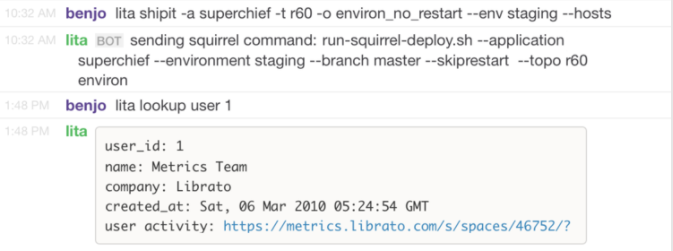 10:32 AM benjo lita shipit -a superchief -t r60 -o environ_no_restart --env staging --hosts
10:32 AM lita BOT sending squirrel command: run-squirrel-deploy.sh --application
superchief --environment staging --branch master --skiprestart --topo r60
environ
1:48 PM benjo lita lookup user 1
1:48 PM lita
user_id: 1
name: Metrics Team
company: Librato
created_at: Sat, 06 Mar 2010 05:24:54 GMT
user activity: https://metrics.librato.com/s/spaces/46752/?